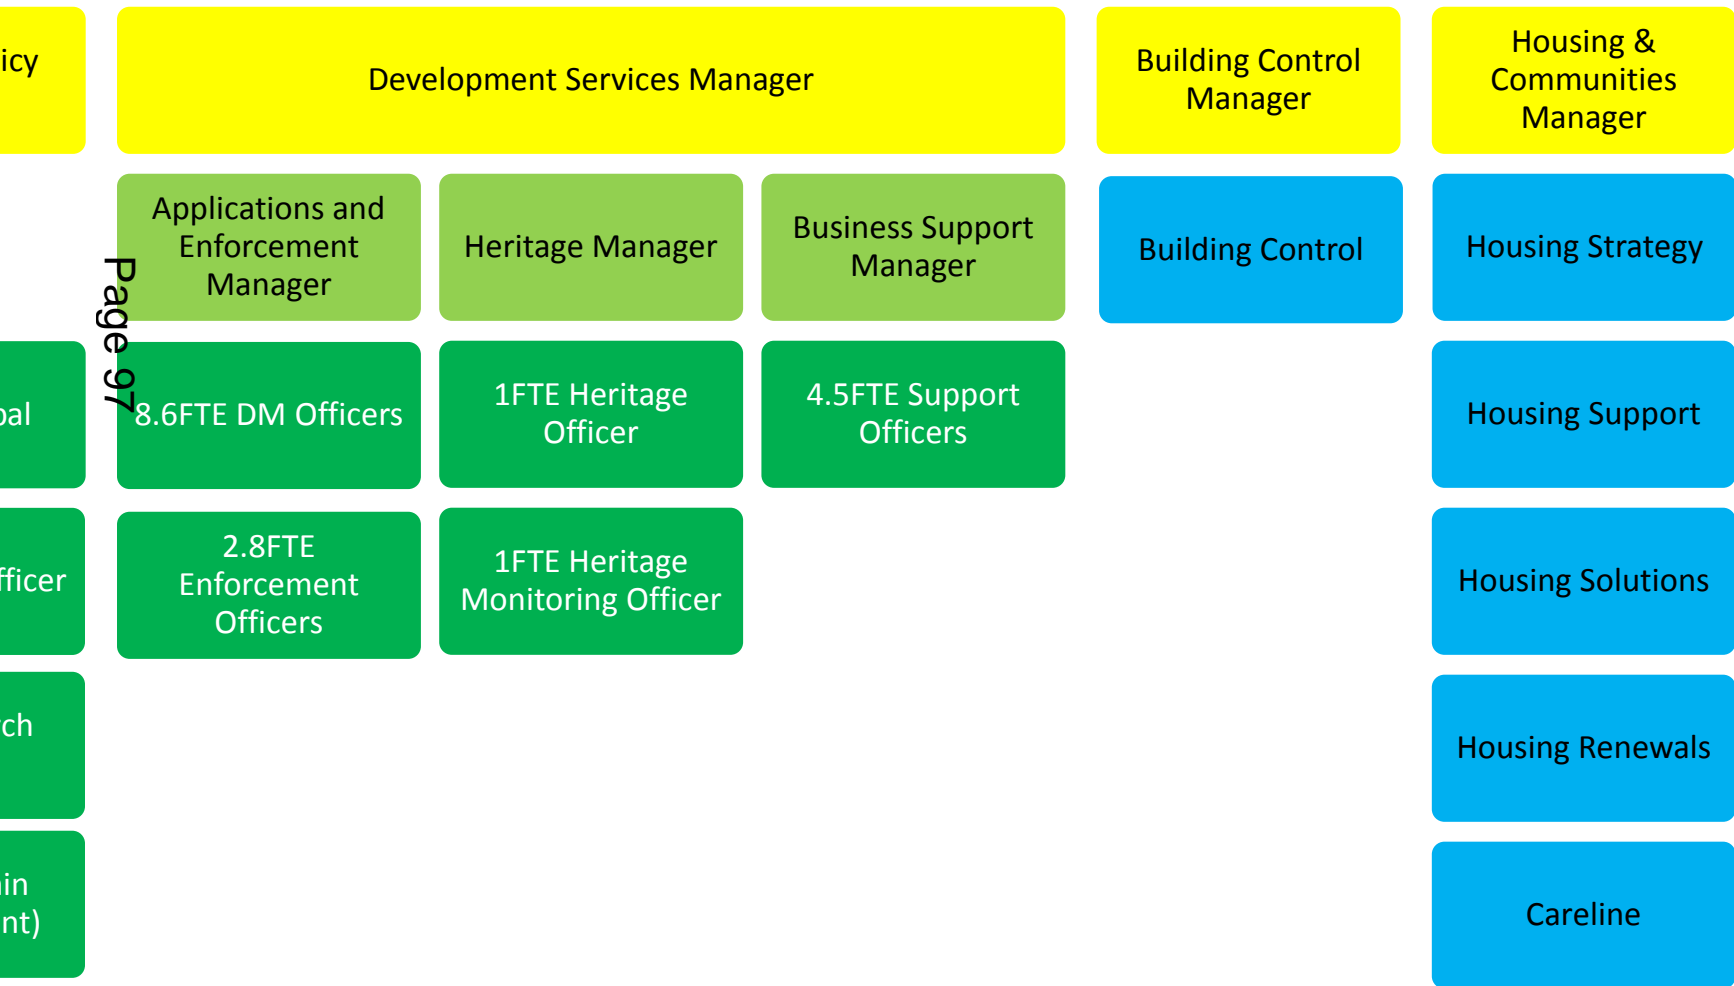 Development Services Manager
Building Control
Manager
Housing &
Communities
Manager
Applications and
Enforcement
Manager
Heritage Manager
Business Support
Manager
Building Control
Housing Strategy
Page 97
8.6FTE DM Officers
1FTE Heritage
Officer
4.5FTE Support
Officers
Housing Support
2.8FTE
Enforcement
Officers
1FTE Heritage
Monitoring Officer
Housing Solutions
Housing Renewals
Careline